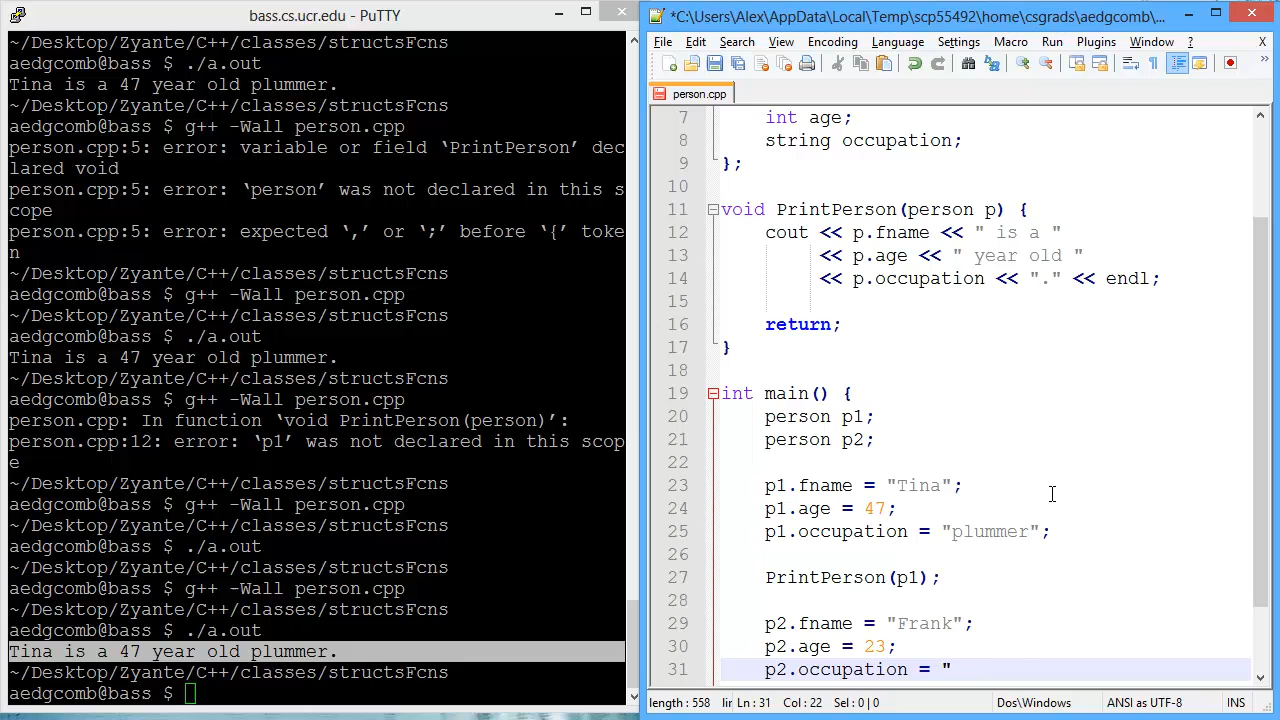 bass.cs.ucr.edu - PuTTY
~/Desktop/Zyante/C++/classes/structsFcns
aedgcomb@bass $ ./a.out
Tina is a 47 year old plummer.
~/Desktop/Zyante/C++/classes/structsFcns
aedgcomb@bass $ g++ -Wall person.cpp
person.cpp:5: error: variable or field ‘PrintPerson’ dec
lared void
person.cpp:5: error: ‘person’ was not declared in this s
cope
person.cpp:5: error: expected ‘,’ or ‘;’ before ‘{’ toke
n
~/Desktop/Zyante/C++/classes/structsFcns
aedgcomb@bass $ g++ -Wall person.cpp
~/Desktop/Zyante/C++/classes/structsFcns
aedgcomb@bass $ ./a.out
Tina is a 47 year old plummer.
~/Desktop/Zyante/C++/classes/structsFcns
aedgcomb@bass $ g++ -Wall person.cpp
person.cpp: In function ‘void PrintPerson(person)’:
person.cpp:12: error: ‘p1’ was not declared in this scop
e
~/Desktop/Zyante/C++/classes/structsFcns
aedgcomb@bass $ g++ -Wall person.cpp
~/Desktop/Zyante/C++/classes/structsFcns
aedgcomb@bass $ ./a.out
~/Desktop/Zyante/C++/classes/structsFcns
aedgcomb@bass $ g++ -Wall person.cpp
~/Desktop/Zyante/C++/classes/structsFcns
aedgcomb@bass $ ./a.out
Tina is a 47 year old plummer.
~/Desktop/Zyante/C++/classes/structsFcns
aedgcomb@bass $
*C:\Users\Alex\AppData\Local\Temp\scp55492\home\csgrads\aedgcomb\...
File Edit Search View Encoding Language Settings Macro Run Plugins Window ? X
person.cpp
7 int age;
8 string occupation;
9 };
10
11 void PrintPerson(person p) {
12 cout << p.fname << " is a "
13 << p.age << " year old "
14 << p.occupation << "." << endl;
15
16 return;
17 }
18
19 int main() {
20 person p1;
21 person p2;
22
23 p1.fname = "Tina";
24 p1.age = 47;
25 p1.occupation = "plummer";
26
27 PrintPerson(p1);
28
29 p2.fname = "Frank";
30 p2.age = 23;
31 p2.occupation = "
length : 558 lir Ln : 31 Col : 22 Sel : 0 | 0 Dos\Windows ANSI as UTF-8 INS